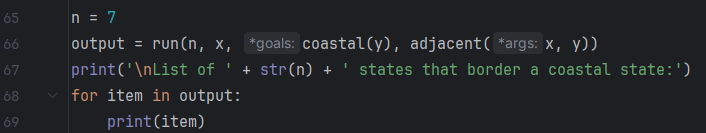 65 n = 7
66 output = run(n, x, *goals: coastal(y), adjacent( *args: x, y))
67 print('\nList of ' + str(n) + ' states that border a coastal state:')
68 for item in output:
69     print(item)